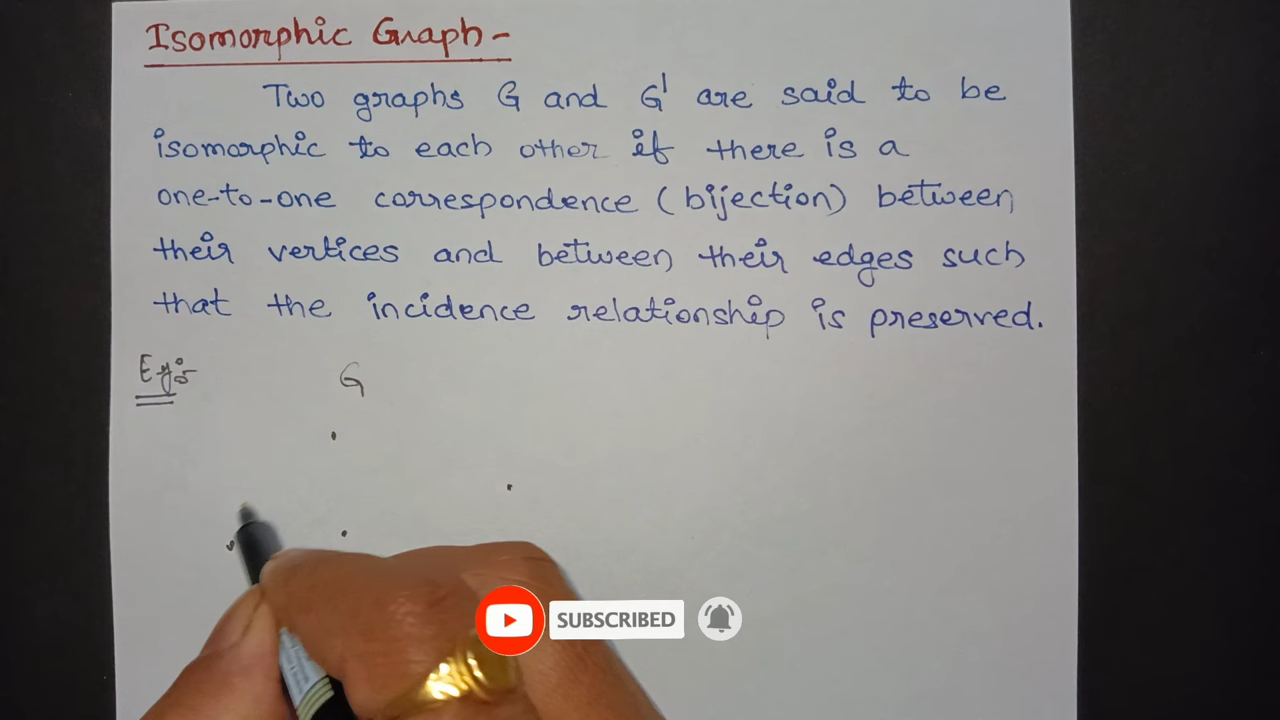 Isomorphic Graph-
Two graphs G and G' are said to be
isomorphic to each other if there is a
one-to-one correspondence (bijection) between
their vertices and between their edges such
that the incidence relationship is preserved.
Eg:-
G
SUBSCRIBED